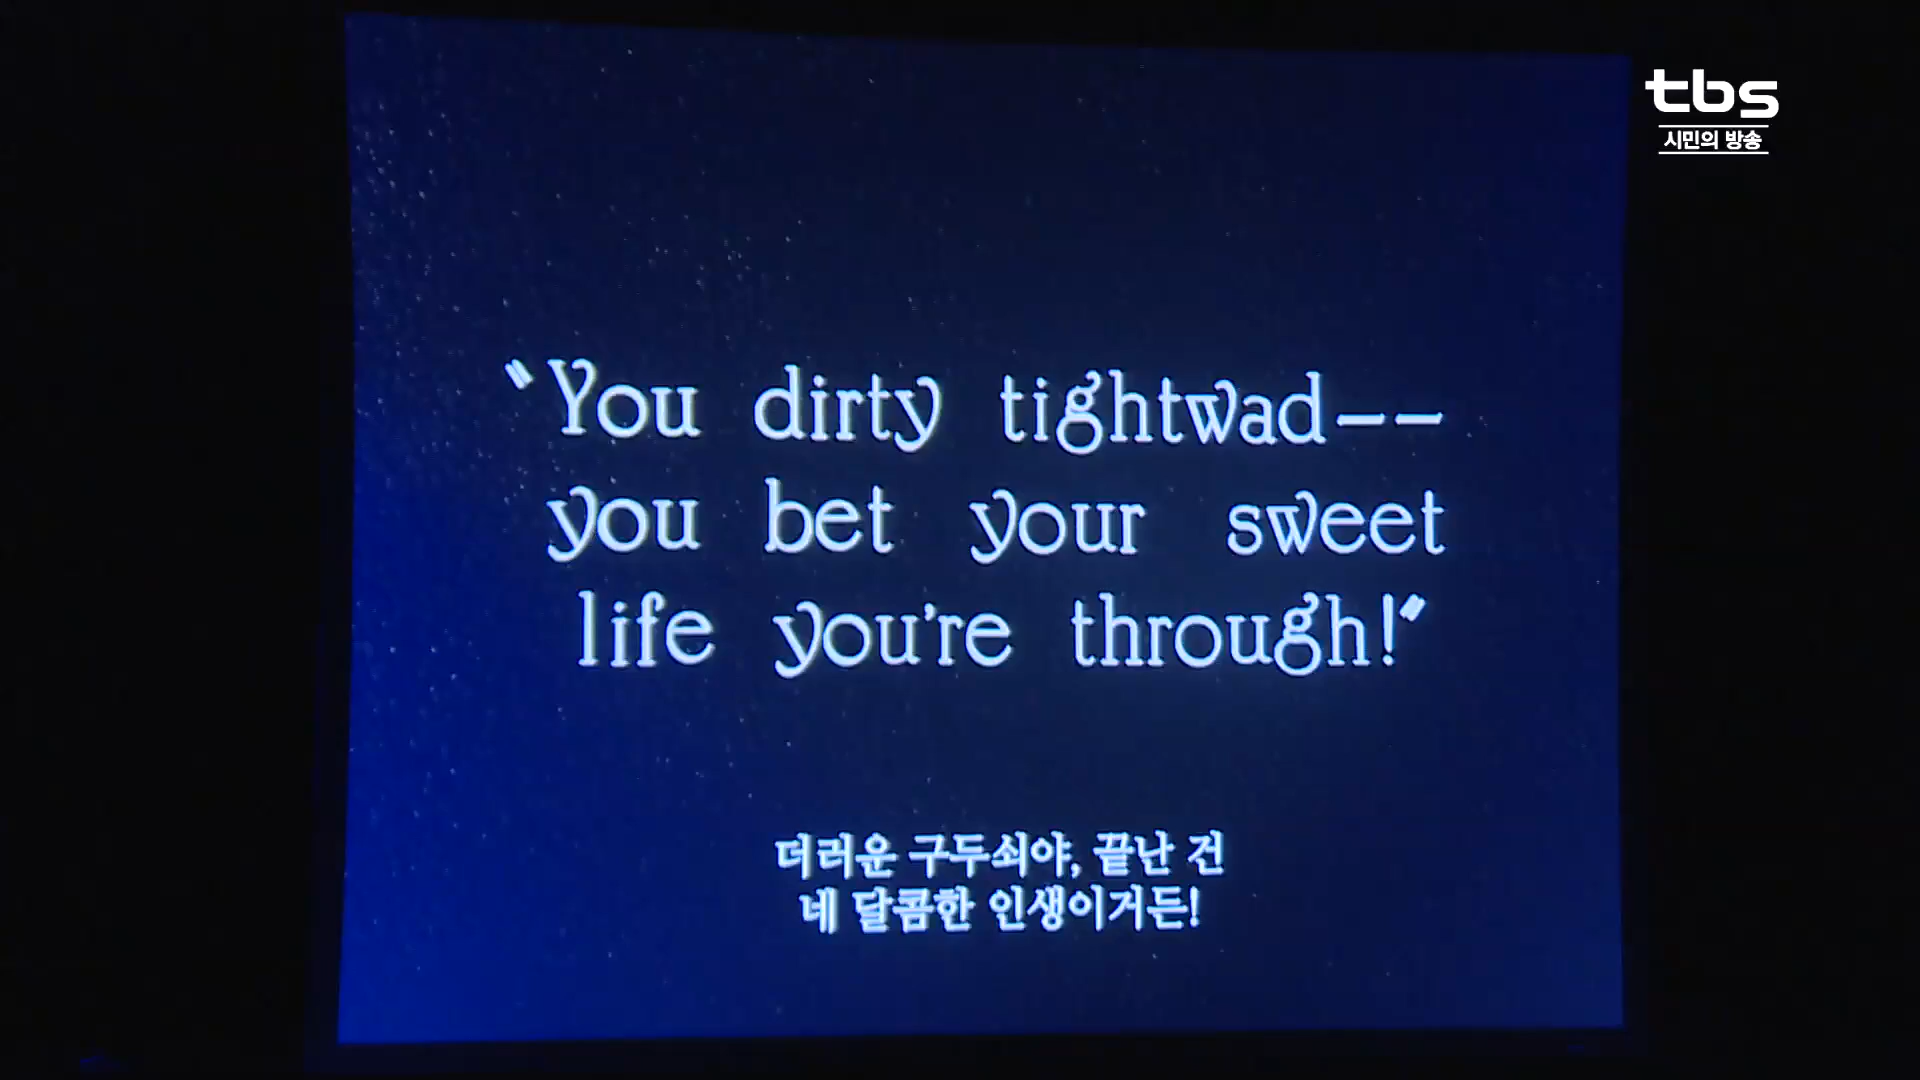 tbs
시민의 방송
"You dirty tightwad--
you bet your sweet
life you're through!"
더러운 구두쇠야, 끝난 건
네 달콤한 인생이거든!